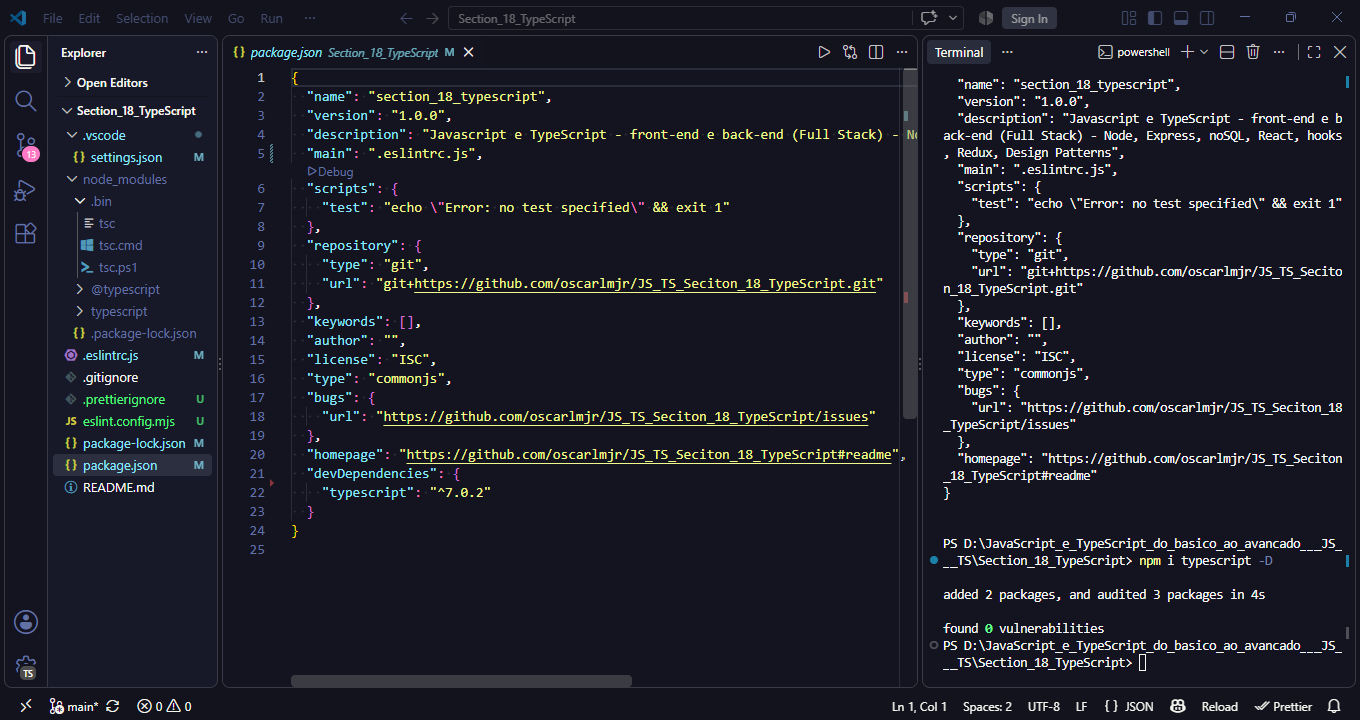 File Edit Selection View Go Run ···
Section_18_TypeScript
Sign In
Explorer
Open Editors
Section_18_TypeScript
.vscode
settings.json M
node_modules
.bin
tsc
tsc.cmd
tsc.ps1
@typescript
typescript
.package-lock.json
.eslintrc.js M
.gitignore
.prettierignore U
eslint.config.mjs U
package-lock.json M
package.json M
README.md
13
TS
package.json Section_18_TypeScript M
1 {
2 "name": "section_18_typescript",
3 "version": "1.0.0",
4 "description": "Javascript e TypeScript - front-end e back-end (Full Stack) - No
5 "main": ".eslintrc.js",
Debug
6 "scripts": {
7 "test": "echo \"Error: no test specified\" && exit 1"
8 },
9 "repository": {
10 "type": "git",
11 "url": "git+https://github.com/oscarlmjr/JS_TS_Seciton_18_TypeScript.git"
12 },
13 "keywords": [],
14 "author": "",
15 "license": "ISC",
16 "type": "commonjs",
17 "bugs": {
18 "url": "https://github.com/oscarlmjr/JS_TS_Seciton_18_TypeScript/issues"
19 },
20 "homepage": "https://github.com/oscarlmjr/JS_TS_Seciton_18_TypeScript#readme",
21 "devDependencies": {
22 "typescript": "^7.0.2"
23 }
24 }
25
Terminal
powershell
"name": "section_18_typescript",
"version": "1.0.0",
"description": "Javascript e TypeScript - front-end e b
ack-end (Full Stack) - Node, Express, noSQL, React, hooks
, Redux, Design Patterns",
"main": ".eslintrc.js",
"scripts": {
"test": "echo \"Error: no test specified\" && exit 1"
},
"repository": {
"type": "git",
"url": "git+https://github.com/oscarlmjr/JS_TS_Secito
n_18_TypeScript.git"
},
"keywords": [],
"author": "",
"license": "ISC",
"type": "commonjs",
"bugs": {
"url": "https://github.com/oscarlmjr/JS_TS_Seciton_18
_TypeScript/issues"
},
"homepage": "https://github.com/oscarlmjr/JS_TS_Seciton
_18_TypeScript#readme"
}
PS D:\JavaScript_e_TypeScript_do_basico_ao_avancado___JS_
__TS\Section_18_TypeScript> npm i typescript -D
added 2 packages, and audited 3 packages in 4s
found 0 vulnerabilities
PS D:\JavaScript_e_TypeScript_do_basico_ao_avancado___JS_
__TS\Section_18_TypeScript>
main* 0 0 Ln 1, Col 1 Spaces: 2 UTF-8 LF {} JSON Reload Prettier